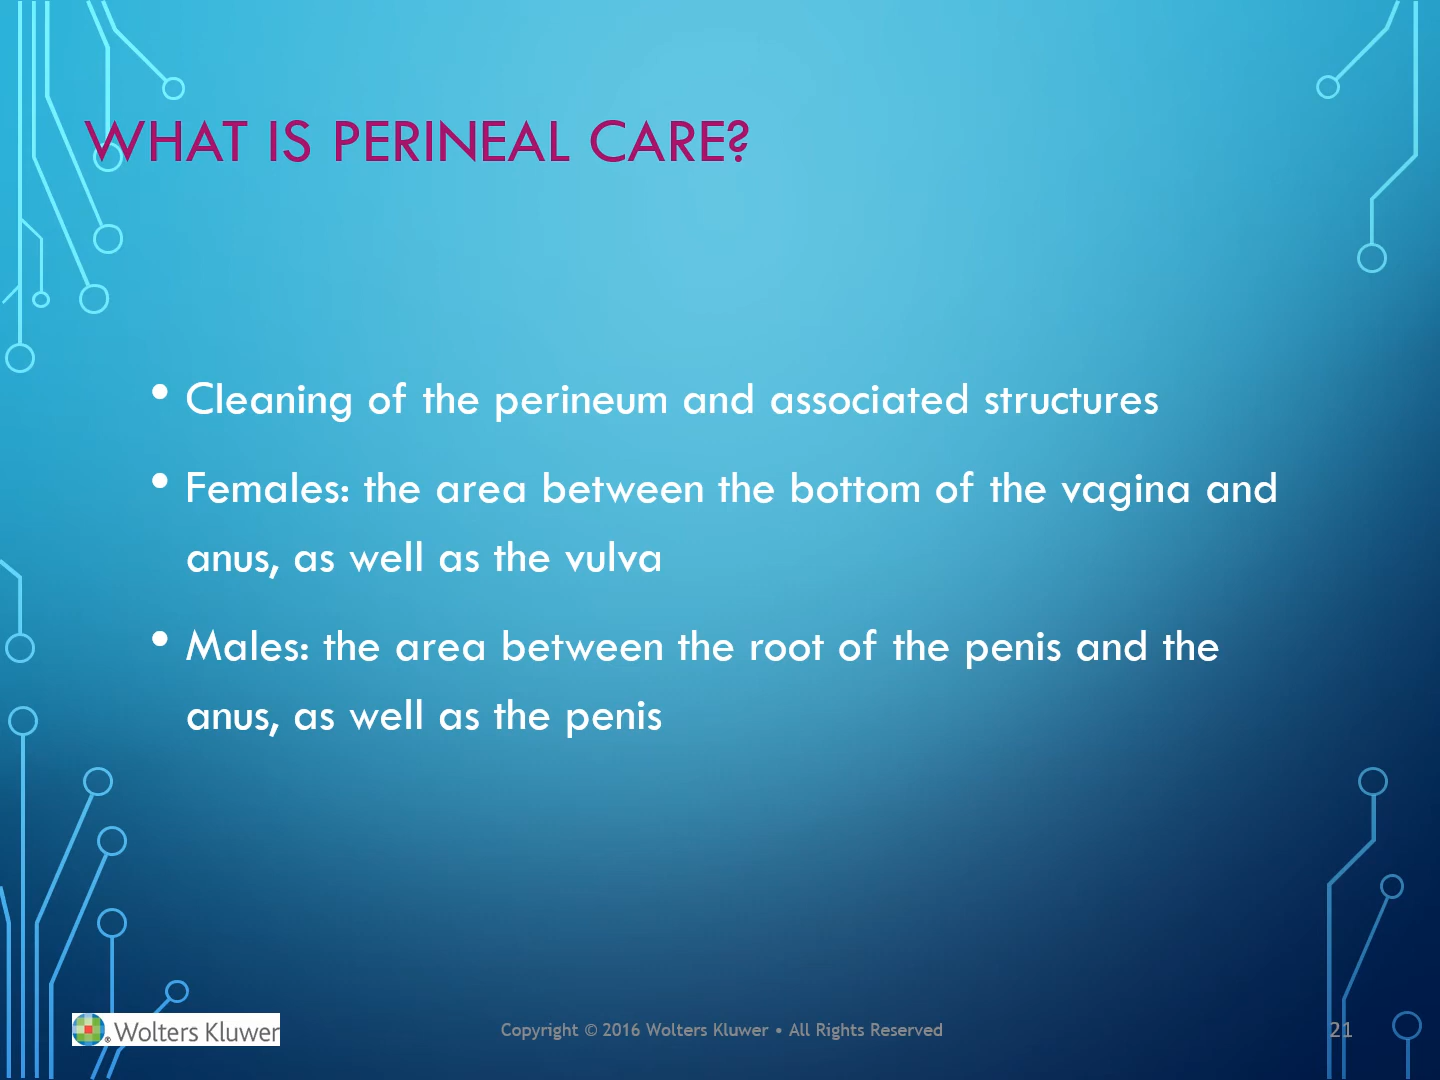 WHAT IS PERINEAL CARE?
• Cleaning of the perineum and associated structures
• Females: the area between the bottom of the vagina and
anus, as well as the vulva
• Males: the area between the root of the penis and the
anus, as well as the penis
® Wolters Kluwer
Copyright © 2016 Wolters Kluwer • All Rights Reserved
21